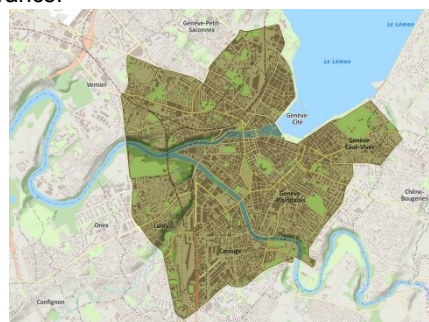 rance.
Genève-Petit-
Saconnex
Le Léman
Le Léman
Vernier
Genève-
Cité
Genève-
Eaux-Vives
Chêne-
Bougeries
Genève-
Plainpalais
Onex
Lancy
Carouge
Confignon